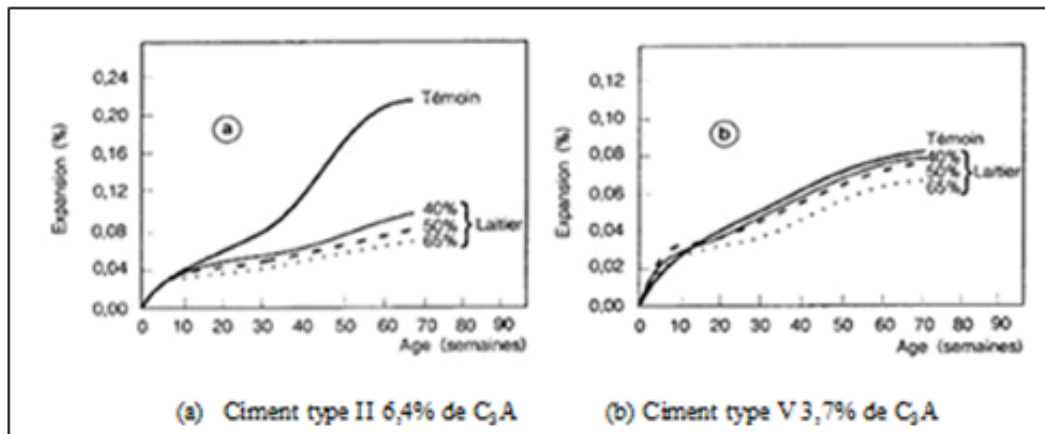 Expansion (%)
0,24
0,20
0,16
0,12
0,08
0,04
0,00
a
Témoin
40%
50%
65%
Laitier
0 10 20 30 40 50 60 70 80 90
Age (semaines)
Expansion (%)
0,12
0,10
0,08
0,06
0,04
0,02
0,00
b
Témoin
40%
50%
65%
Laitier
0 10 20 30 40 50 60 70 80 90
Age (semaines)
(a) Ciment type II 6,4% de C₃A
(b) Ciment type V 3,7% de C₃A